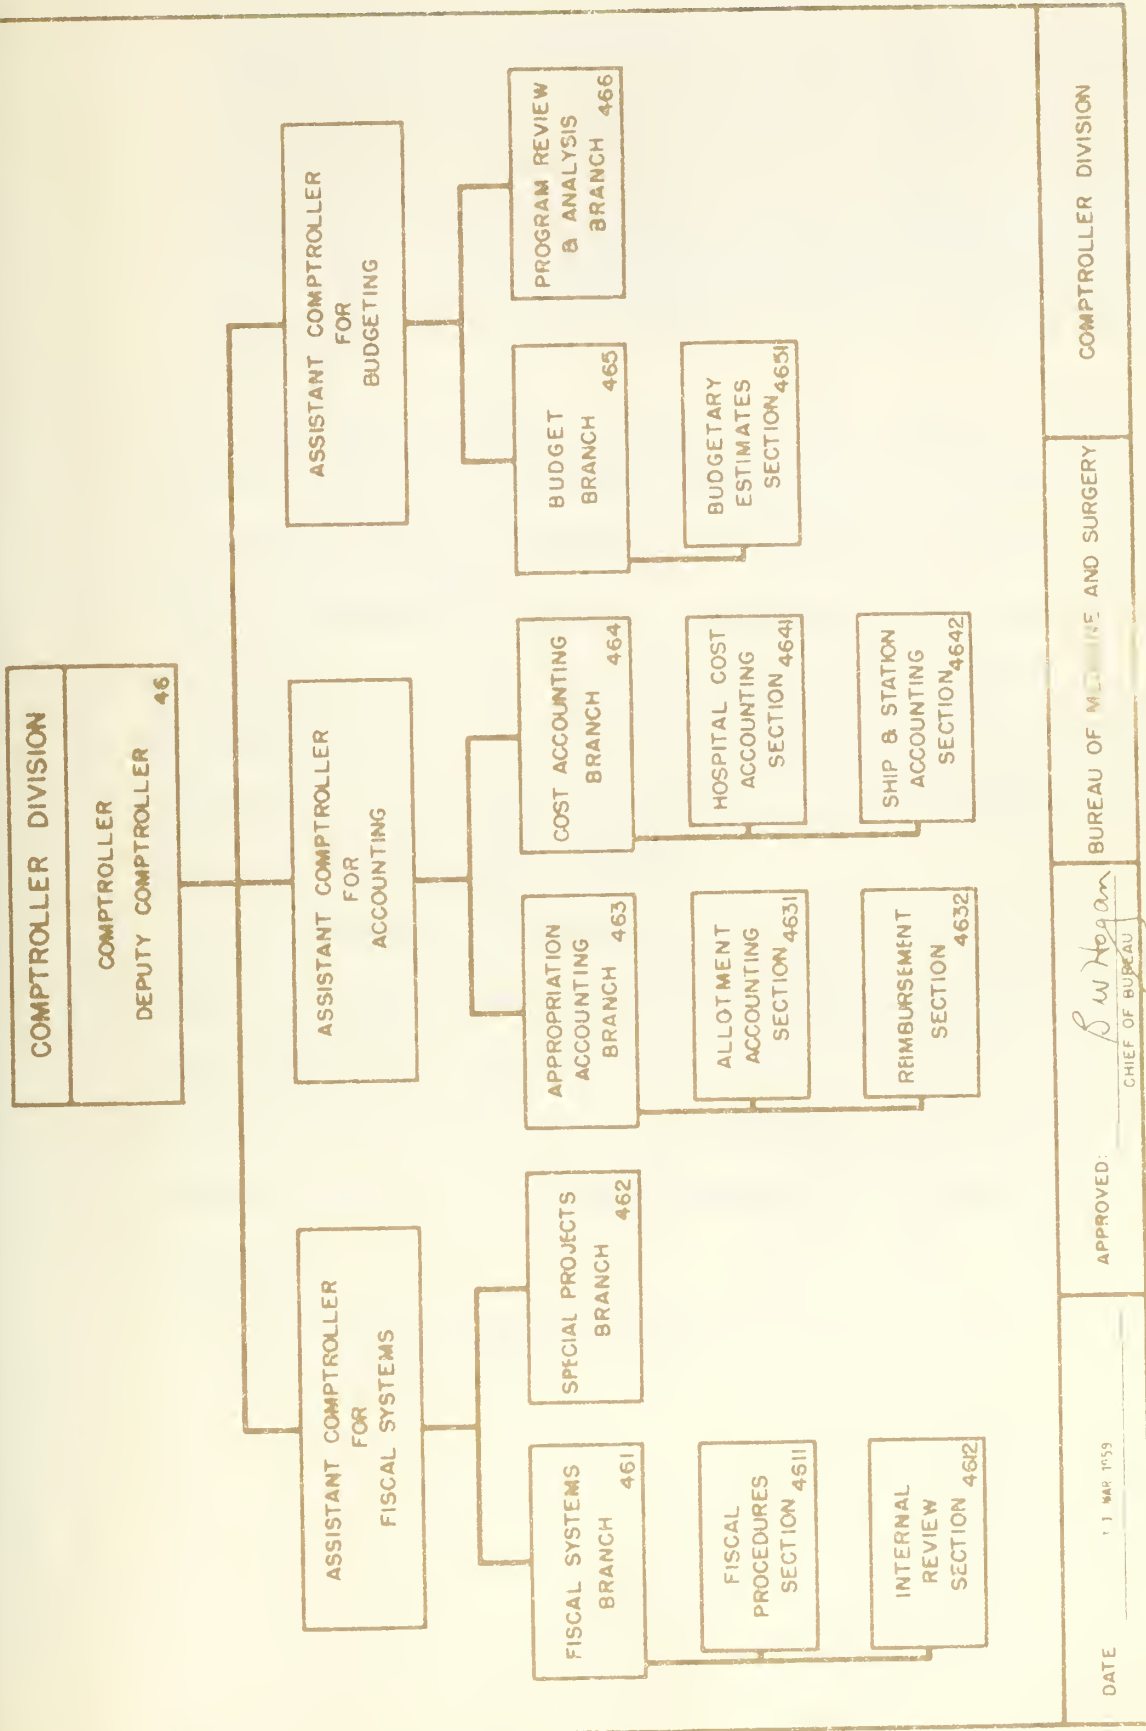 COMPTROLLER DIVISION
COMPTROLLER
DEPUTY COMPTROLLER
46
ASSISTANT COMPTROLLER
FOR
FISCAL SYSTEMS
ASSISTANT COMPTROLLER
FOR
ACCOUNTING
ASSISTANT COMPTROLLER
FOR
BUDGETING
FISCAL SYSTEMS
BRANCH
461
SPECIAL PROJECTS
BRANCH
462
APPROPRIATION
ACCOUNTING
BRANCH 463
COST ACCOUNTING
BRANCH 464
BUDGET
BRANCH 465
PROGRAM REVIEW
& ANALYSIS
BRANCH 466
FISCAL
PROCEDURES
SECTION 4611
ALLOTMENT
ACCOUNTING
SECTION 4631
HOSPITAL COST
ACCOUNTING
SECTION 4641
BUDGETARY
ESTIMATES
SECTION 4651
INTERNAL
REVIEW
SECTION 4612
REIMBURSEMENT
SECTION
4632
SHIP & STATION
ACCOUNTING
SECTION 4642
DATE MAR 1959
APPROVED: B W Hogan
CHIEF OF BUREAU
BUREAU OF MEDICINE AND SURGERY
COMPTROLLER DIVISION